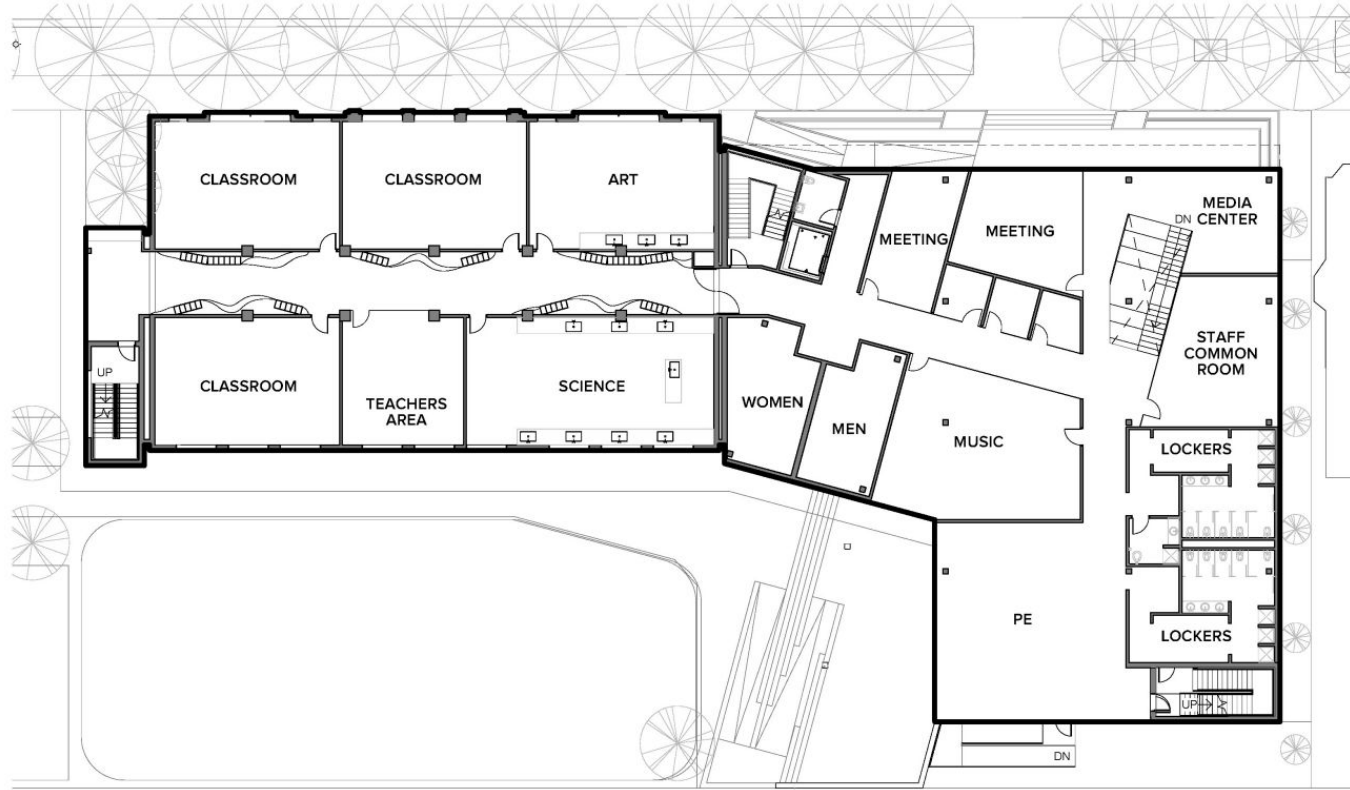 CLASSROOM
CLASSROOM
ART
MEETING
MEETING
DN
MEDIA
CENTER
STAFF
COMMON
ROOM
UP
CLASSROOM
TEACHERS
AREA
SCIENCE
WOMEN
MEN
MUSIC
LOCKERS
PE
LOCKERS
UP
DN